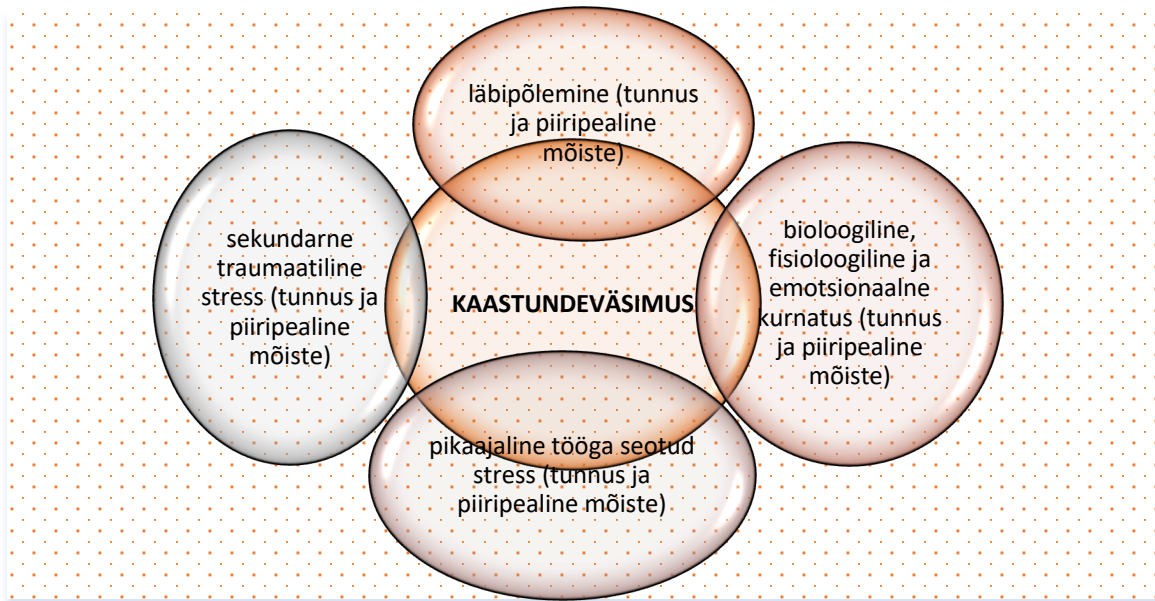 läbipõlemine (tunnus
ja piiripealine
mõiste)
sekundarne
traumaatiline
stress (tunnus ja
piiripealine
mõiste)
KAASTUNDEVÄSIMUS
bioloogiline,
fisioloogiline ja
emotsionaalne
kurnatus (tunnus
ja piiripealine
mõiste)
pikaajaline tööga seotud
stress (tunnus ja
piiripealine mõiste)